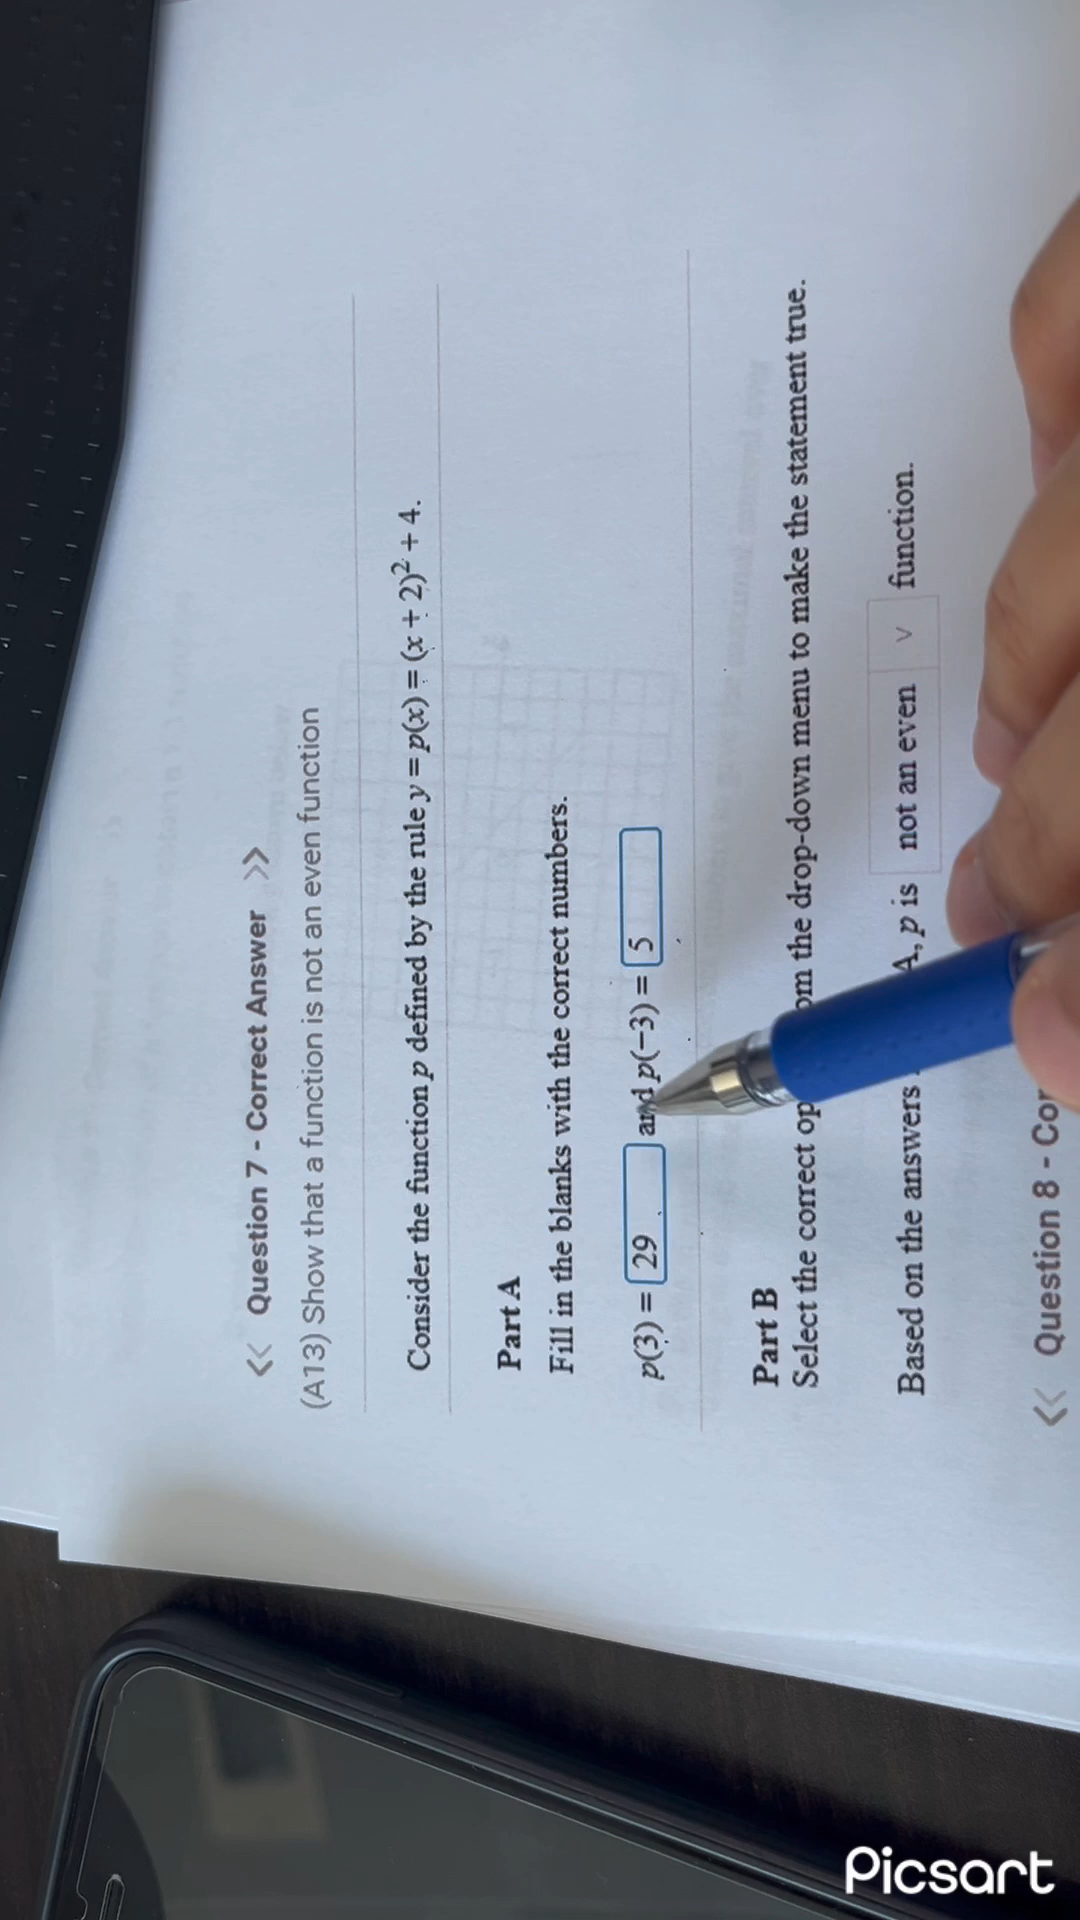 << Question 7 - Correct Answer >>
(A13) Show that a function is not an even function
Consider the function p defined by the rule y = p(x) = (x + 2)² + 4.
Part A
Fill in the blanks with the correct numbers.
p(3) = 29 and p(−3) = 5
Part B
Select the correct op om the drop-down menu to make the statement true.
Based on the answers A, p is not an even v function.
<< Question 8 - Cor
Picsart